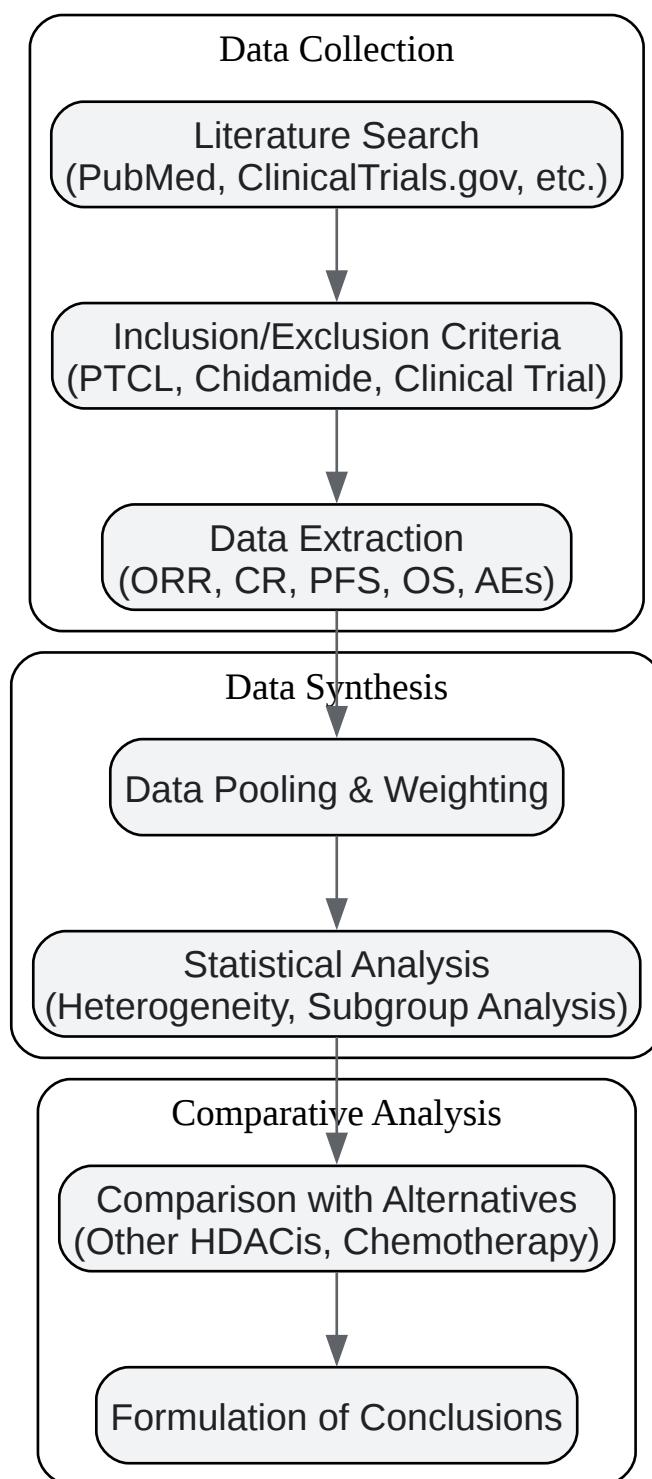 Data Collection
Literature Search
(PubMed, ClinicalTrials.gov, etc.)
Inclusion/Exclusion Criteria
(PTCL, Chidamide, Clinical Trial)
Data Extraction
(ORR, CR, PFS, OS, AEs)
Data Synthesis
Data Pooling & Weighting
Statistical Analysis
(Heterogeneity, Subgroup Analysis)
Comparative Analysis
Comparison with Alternatives
(Other HDACis, Chemotherapy)
Formulation of Conclusions